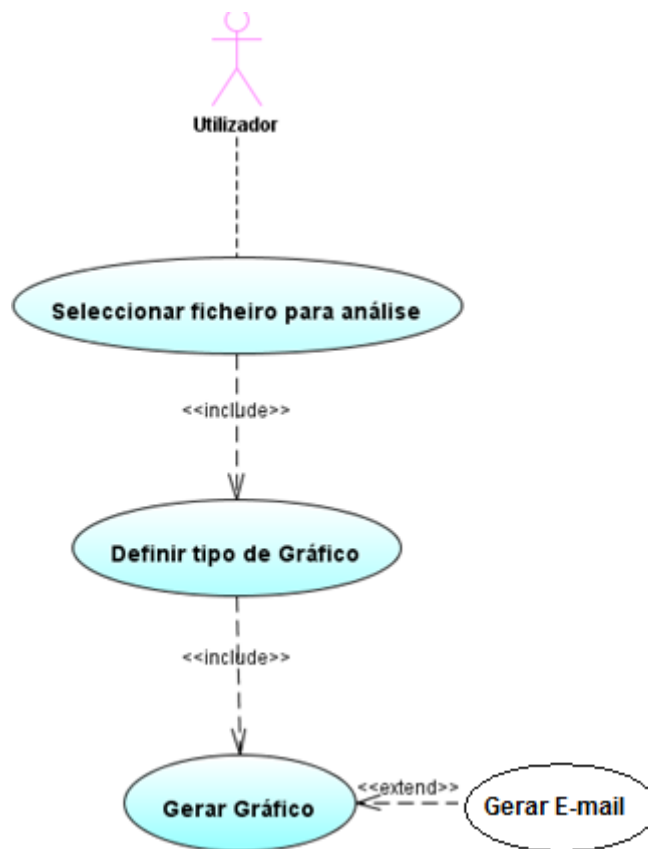 Utilizador
Seleccionar ficheiro para análise
<<include>>
Definir tipo de Gráfico
<<include>>
Gerar Gráfico
<<extend>>
Gerar E-mail